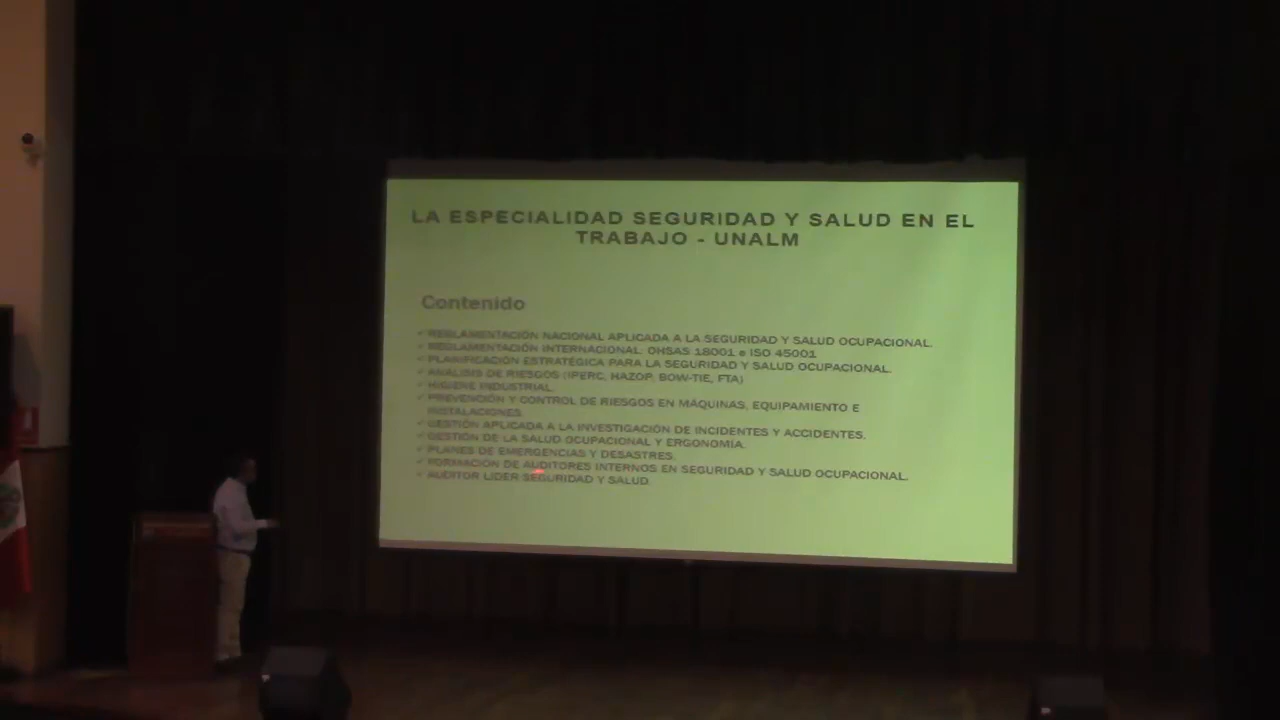 LA ESPECIALIDAD SEGURIDAD Y SALUD EN EL
TRABAJO - UNALM
Contenido
✓ REGLAMENTACIÓN NACIONAL APLICADA A LA SEGURIDAD Y SALUD OCUPACIONAL.
✓ REGLAMENTACIÓN INTERNACIONAL: OHSAS 18001 e ISO 45001
✓ PLANIFICACIÓN ESTRATÉGICA PARA LA SEGURIDAD Y SALUD OCUPACIONAL.
✓ ANÁLISIS DE RIESGOS (IPERC, HAZOP, BOW-TIE, FTA)
✓ HIGIENE INDUSTRIAL.
✓ PREVENCIÓN Y CONTROL DE RIESGOS EN MÁQUINAS, EQUIPAMIENTO E
INSTALACIONES.
✓ GESTIÓN APLICADA A LA INVESTIGACIÓN DE INCIDENTES Y ACCIDENTES.
✓ GESTIÓN DE LA SALUD OCUPACIONAL Y ERGONOMÍA.
✓ PLANES DE EMERGENCIAS Y DESASTRES.
✓ FORMACIÓN DE AUDITORES INTERNOS EN SEGURIDAD Y SALUD OCUPACIONAL.
✓ AUDITOR LIDER SEGURIDAD Y SALUD.